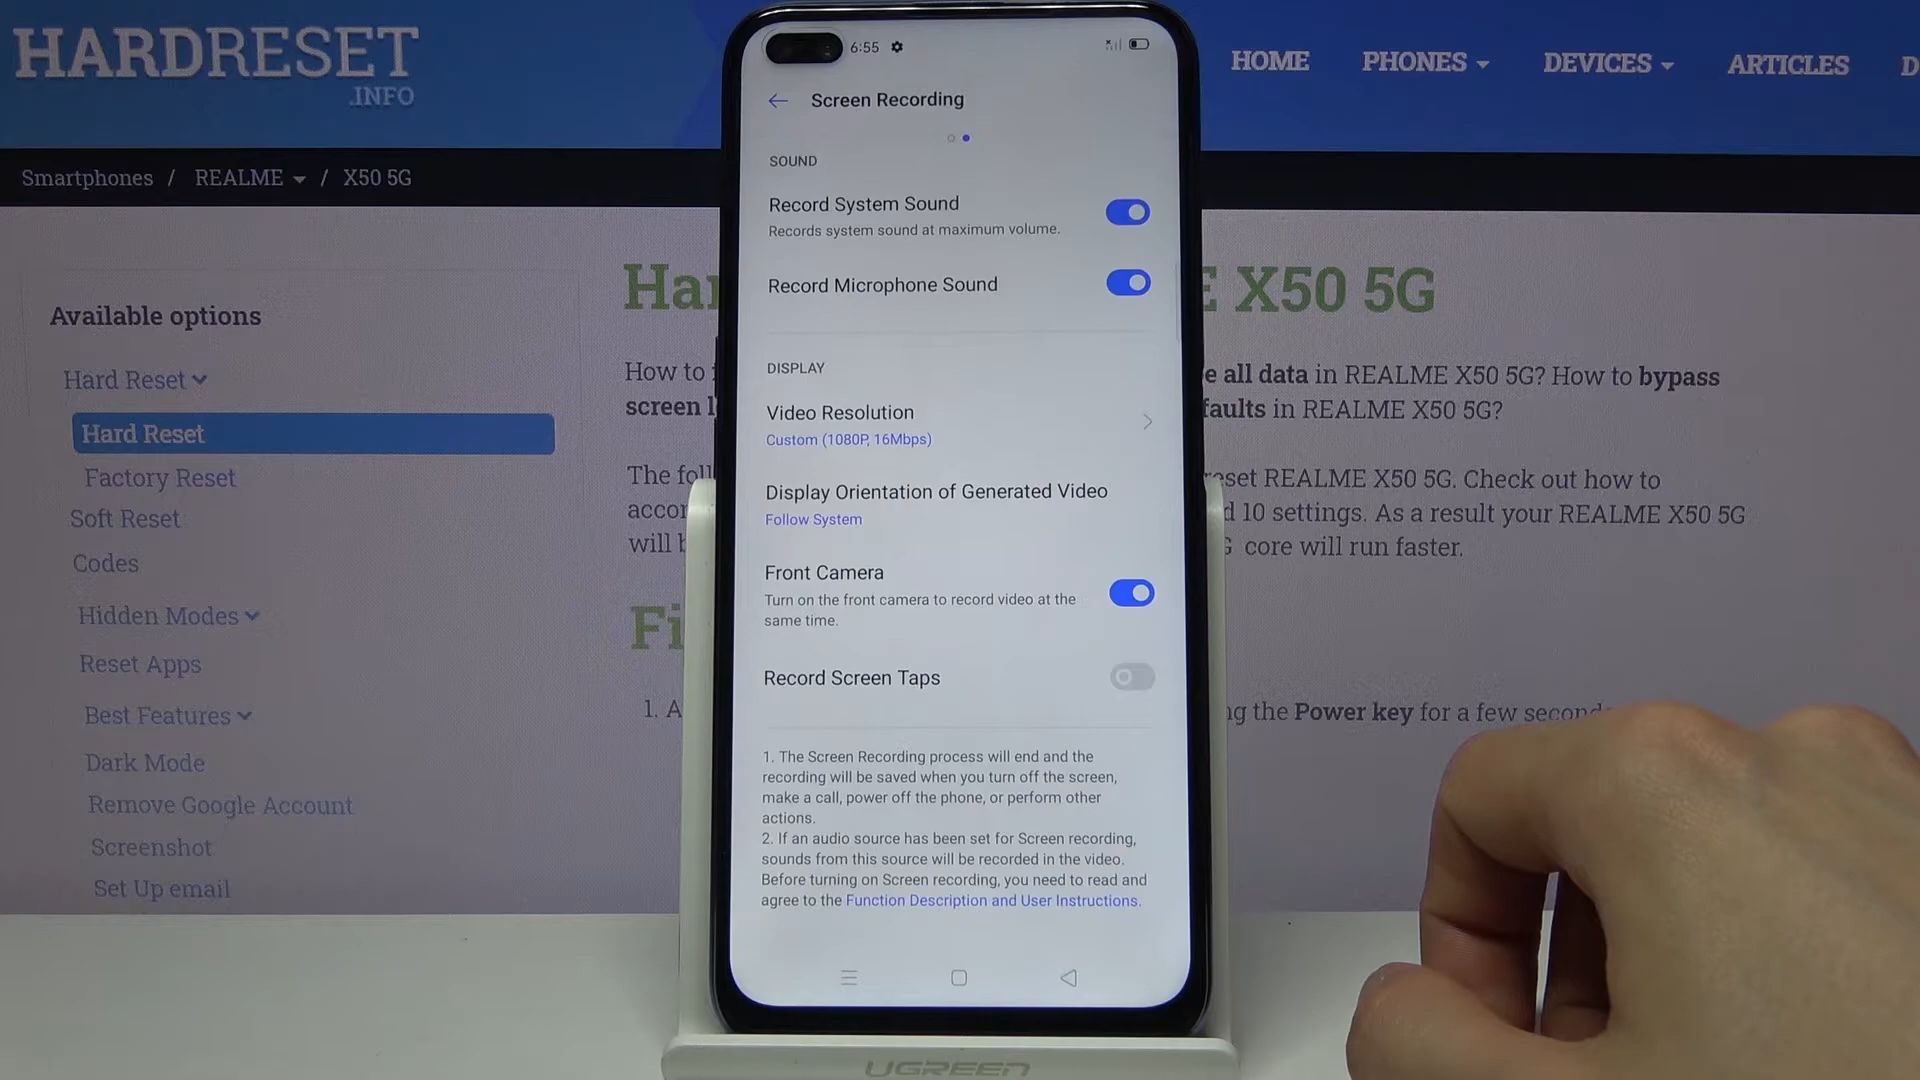 HARDRESET
.INFO
HOME PHONES DEVICES ARTICLES D
Smartphones / REALME / X50 5G
Available options
Hard Reset
Hard Reset
Factory Reset
Soft Reset
Codes
Hidden Modes
Reset Apps
Best Features
Dark Mode
Remove Google Account
Screenshot
Set Up email
6:55
Screen Recording
SOUND
Record System Sound
Records system sound at maximum volume.
Record Microphone Sound
DISPLAY
Video Resolution
Custom (1080P, 16Mbps)
Display Orientation of Generated Video
Follow System
Front Camera
Turn on the front camera to record video at the
same time.
Record Screen Taps
1. The Screen Recording process will end and the
recording will be saved when you turn off the screen,
make a call, power off the phone, or perform other
actions.
2. If an audio source has been set for Screen recording,
sounds from this source will be recorded in the video.
Before turning on Screen recording, you need to read and
agree to the Function Description and User Instructions.
X50 5G
How to
e all data in REALME X50 5G? How to bypass
screen l
faults in REALME X50 5G?
The fol
reset REALME X50 5G. Check out how to
d 10 settings. As a result your REALME X50 5G
will b
core will run faster.
Fi
1. A
ng the Power key for a few
UGREEN